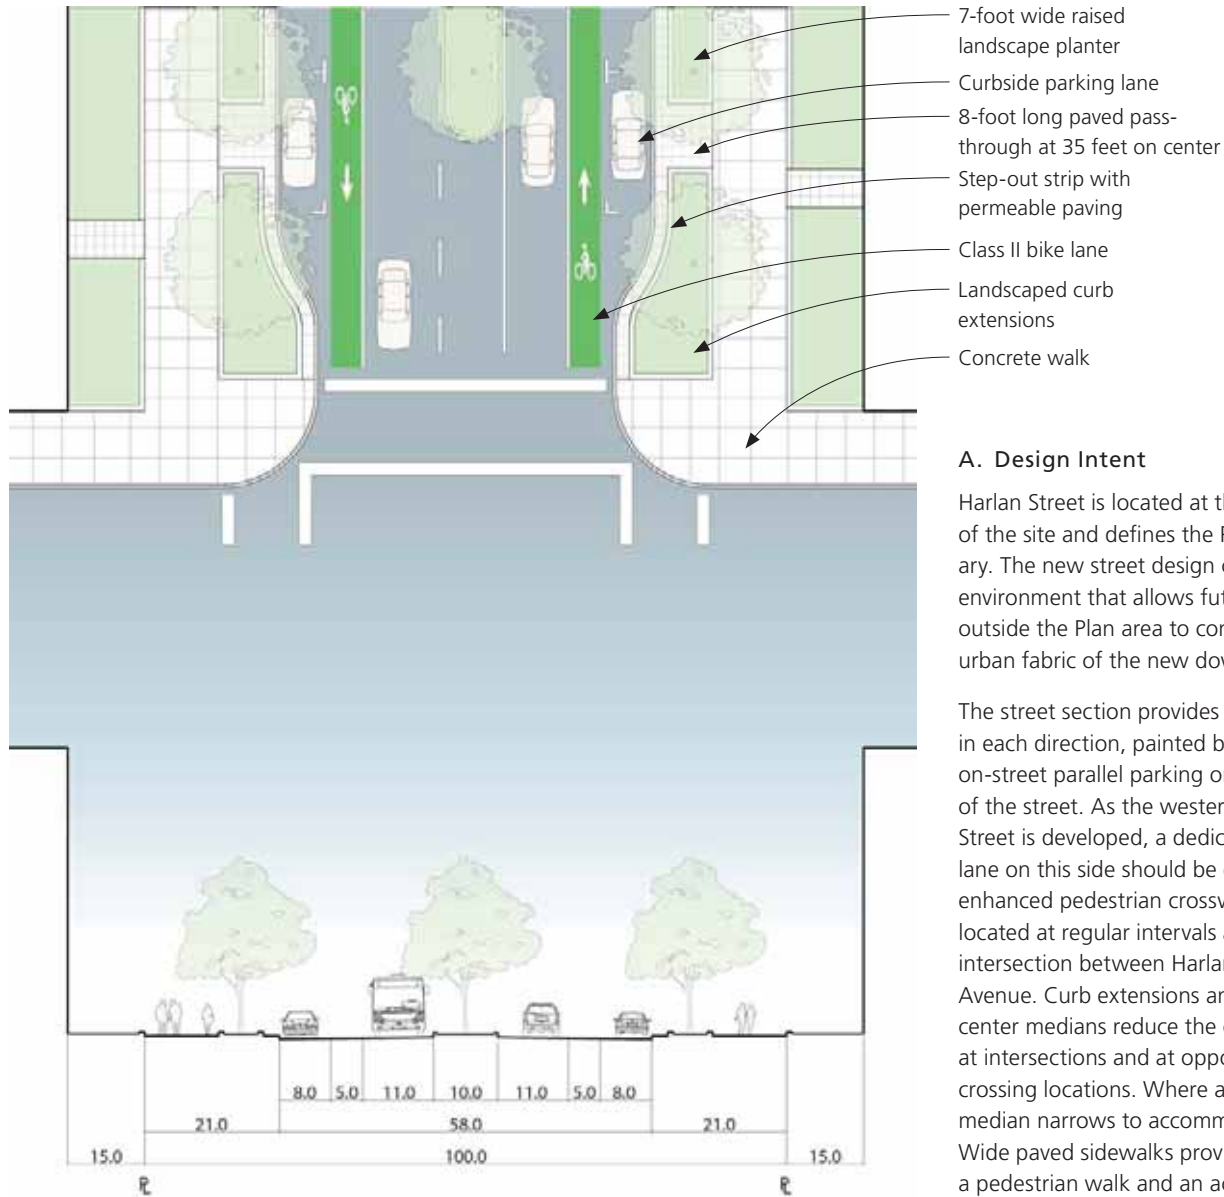 7-foot wide raised
landscape planter
Curbside parking lane
8-foot long paved pass-
through at 35 feet on center
Step-out strip with
permeable paving
Class II bike lane
Landscaped curb
extensions
Concrete walk
A. Design Intent
Harlan Street is located at t
of the site and defines the
ary. The new street design
environment that allows fut
outside the Plan area to co
urban fabric of the new do
The street section provides
in each direction, painted b
on-street parallel parking o
of the street. As the wester
Street is developed, a dedic
lane on this side should be
enhanced pedestrian crossw
located at regular intervals a
intersection between Harlan
Avenue. Curb extensions an
center medians reduce the
at intersections and at oppo
crossing locations. Where a
median narrows to accomm
Wide paved sidewalks prov
a pedestrian walk and an a
8.0 5.0 11.0 10.0 11.0 5.0 8.0
21.0 58.0 21.0
15.0 100.0 15.0
PL PL